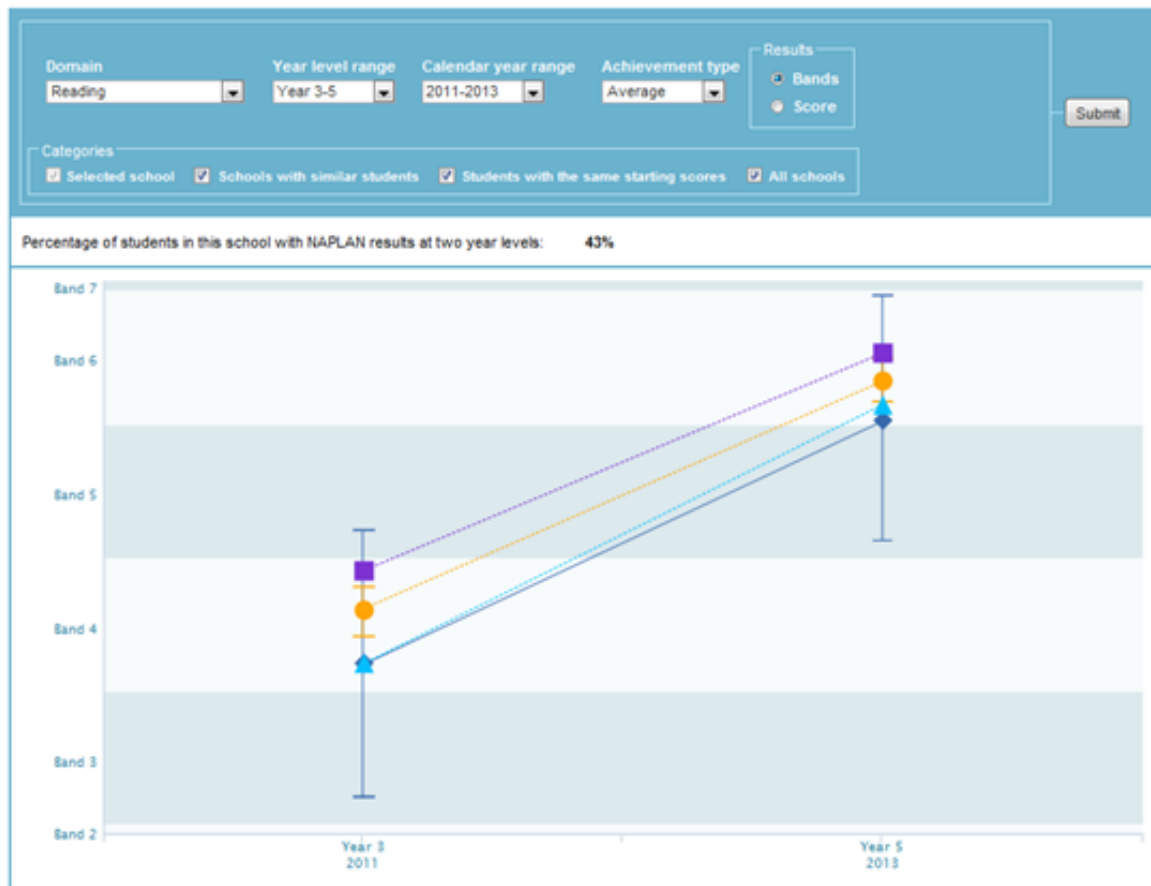 Domain Year level range Calendar year range Achievement type Results
Reading Year 3-5 2011-2013 Average Bands
Score
Submit
Categories
Selected school Schools with similar students Students with the same starting scores All schools
Percentage of students in this school with NAPLAN results at two year levels: 43%
Band 7
Band 6
Band 5
Band 4
Band 3
Band 2
Year 3 Year 5
2011 2013